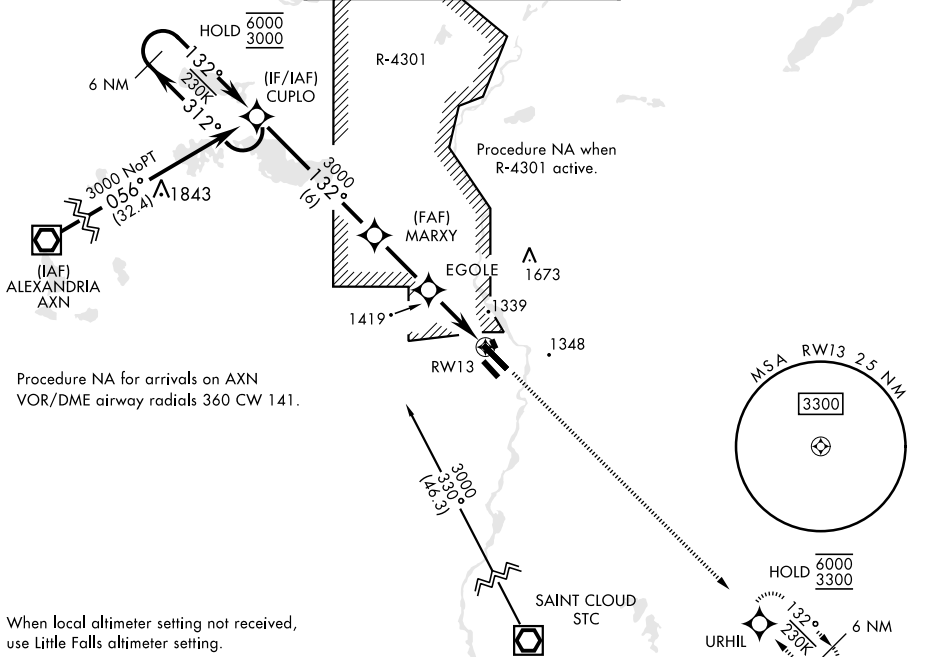 HOLD 6000
3000
R-4301
6 NM
132°
230K
312°
(IF/IAF)
CUPLO
Procedure NA when
R-4301 active.
3000 NoPT
056°
(32.4)
1843
3000
132°
(6)
(FAF)
MARXY
(IAF)
ALEXANDRIA
AXN
EGOLE
1673
1339
1419
1348
RW13
MSA RW13 25 NM
3300
Procedure NA for arrivals on AXN
VOR/DME airway radials 360 CW 141.
3000
330°
(46.3)
HOLD 6000
3300
SAINT CLOUD
STC
132°
230K
6 NM
URHIL
When local altimeter setting not received,
use Little Falls altimeter setting.